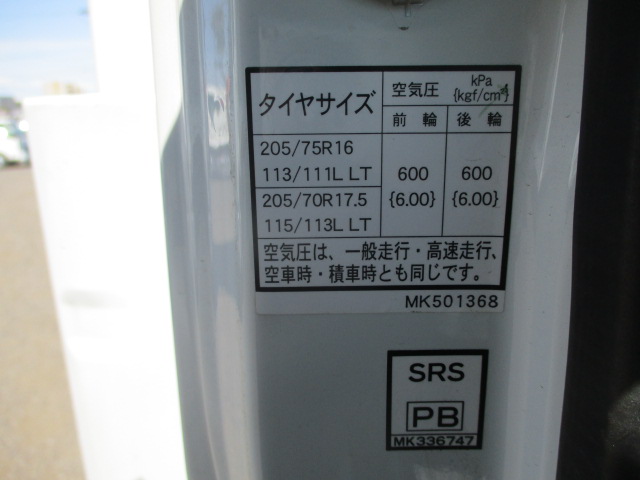 タイヤサイズ 空気圧 kPa {kgf/cm²}
前輪 後輪
205/75R16
113/111L LT 600 600
205/70R17.5 {6.00} {6.00}
115/113L LT
空気圧は、一般走行・高速走行、
空車時・積車時とも同じです。
MK501368
SRS
PB
MK336747